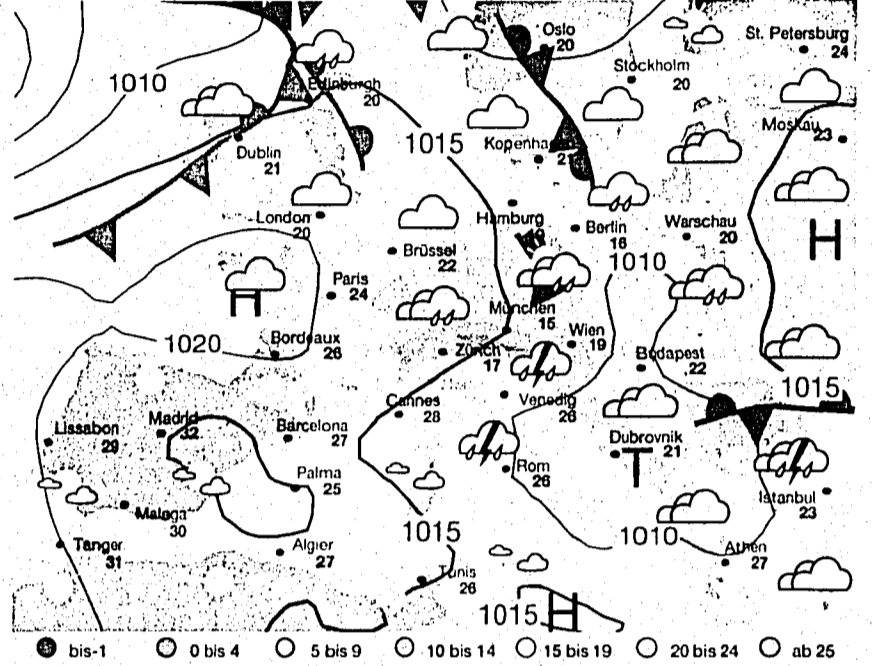 Oslo
20
St. Petersburg
24
1010
Edinburgh
20
Stockholm
20
Moskau
23
1015
Kopenhagen
21
Dublin
21
London
20
Hamburg
Berlin
16
Warschau
20
H
Brüssel
22
1010
Paris
24
H
München
15
1020
Bordeaux
26
Zürich
17
Wien
19
Budapest
22
1015
Cannes
28
Venedig
26
Lissabon
29
Madrid
32
Barcelona
27
Dubrovnik
21
T
Rom
26
Palma
25
Istanbul
23
Malaga
30
1015
1010
Tanger
31
Algier
27
Athen
27
Tunis
26
1015
H
bis-1 0 bis 4 5 bis 9 10 bis 14 15 bis 19 20 bis 24 ab 25